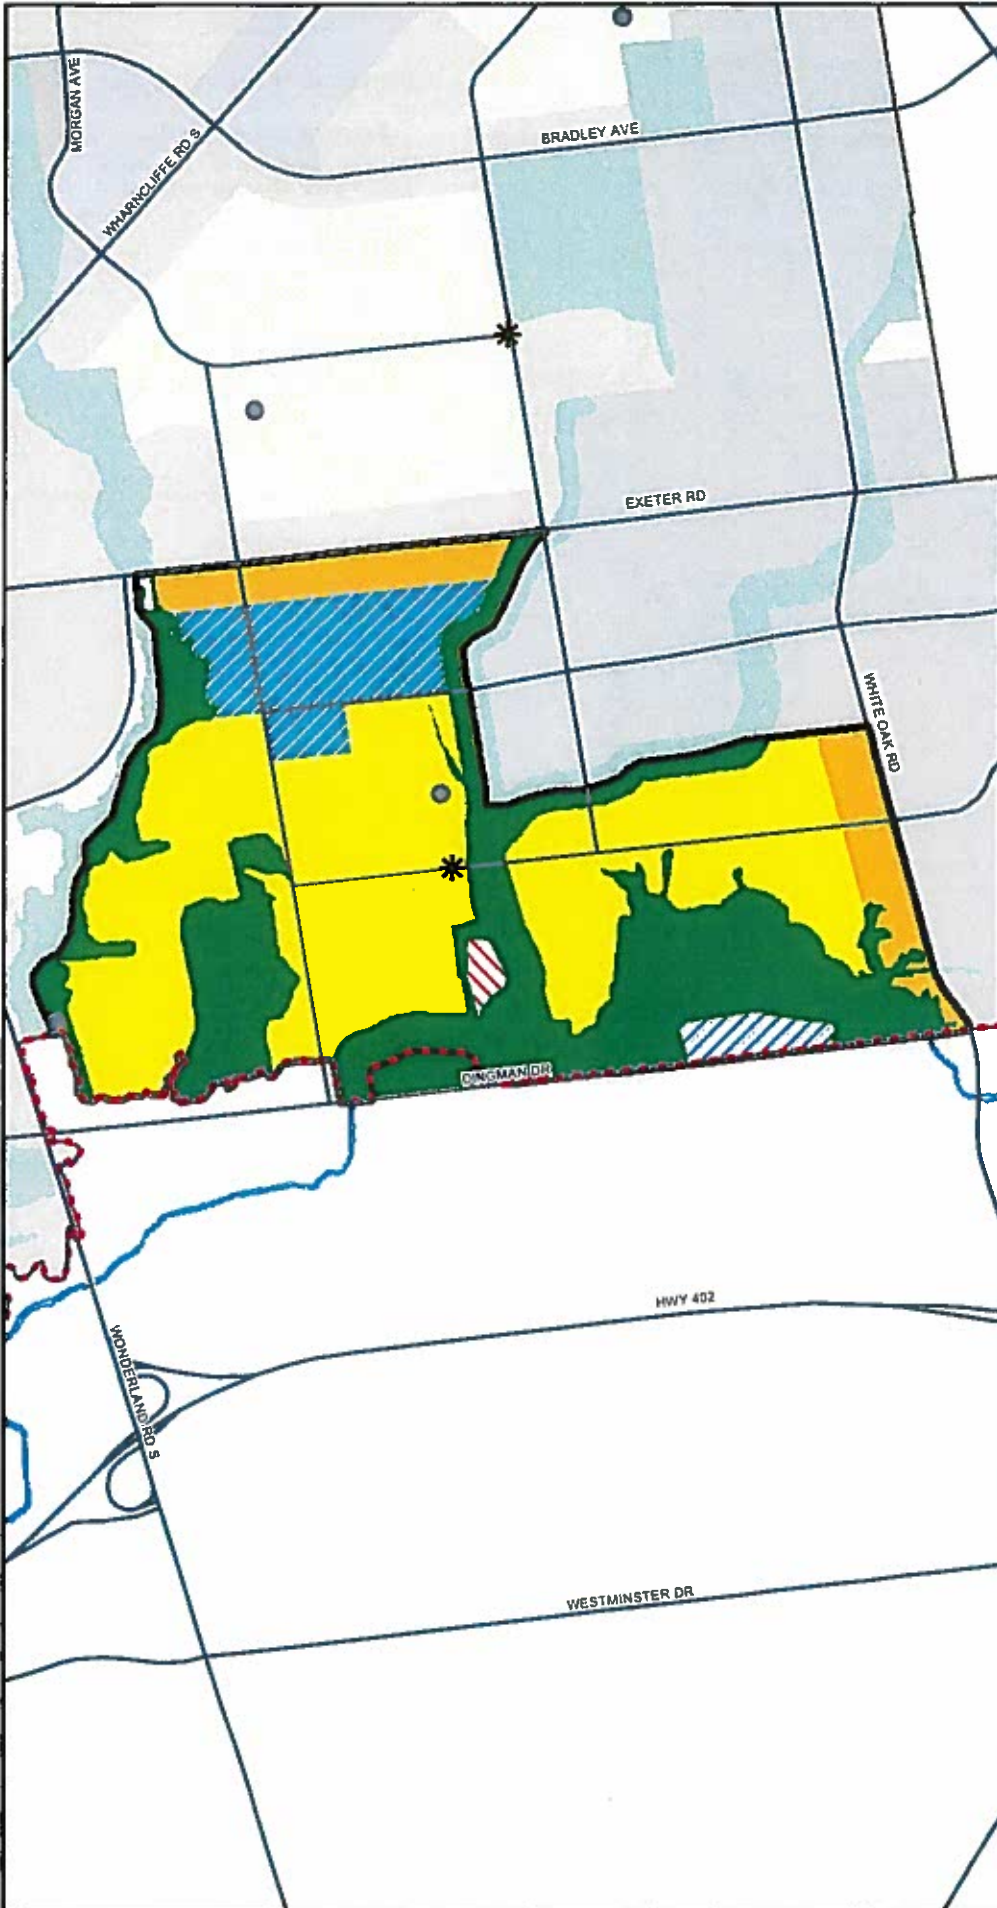 MORGAN AVE
WHARNCLIFFE RD S
BRADLEY AVE
EXETER RD
WHITE OAK RD
DINGMAN DR
HWY 402
WONDERLAND RD S
WESTMINSTER DR